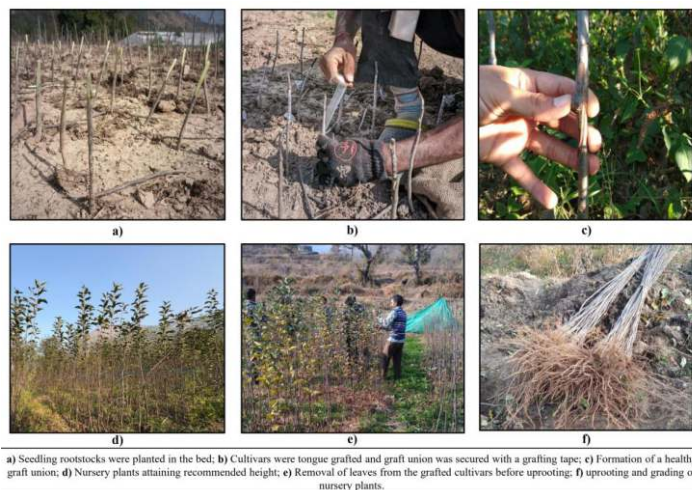 a)
b)
c)
d)
e)
f)
a) Seedling rootstocks were planted in the bed; b) Cultivars were tongue grafted and graft union was secured with a grafting tape; c) Formation of a health
graft union; d) Nursery plants attaining recommended height; e) Removal of leaves from the grafted cultivars before uprooting; f) uprooting and grading o
nursery plants.